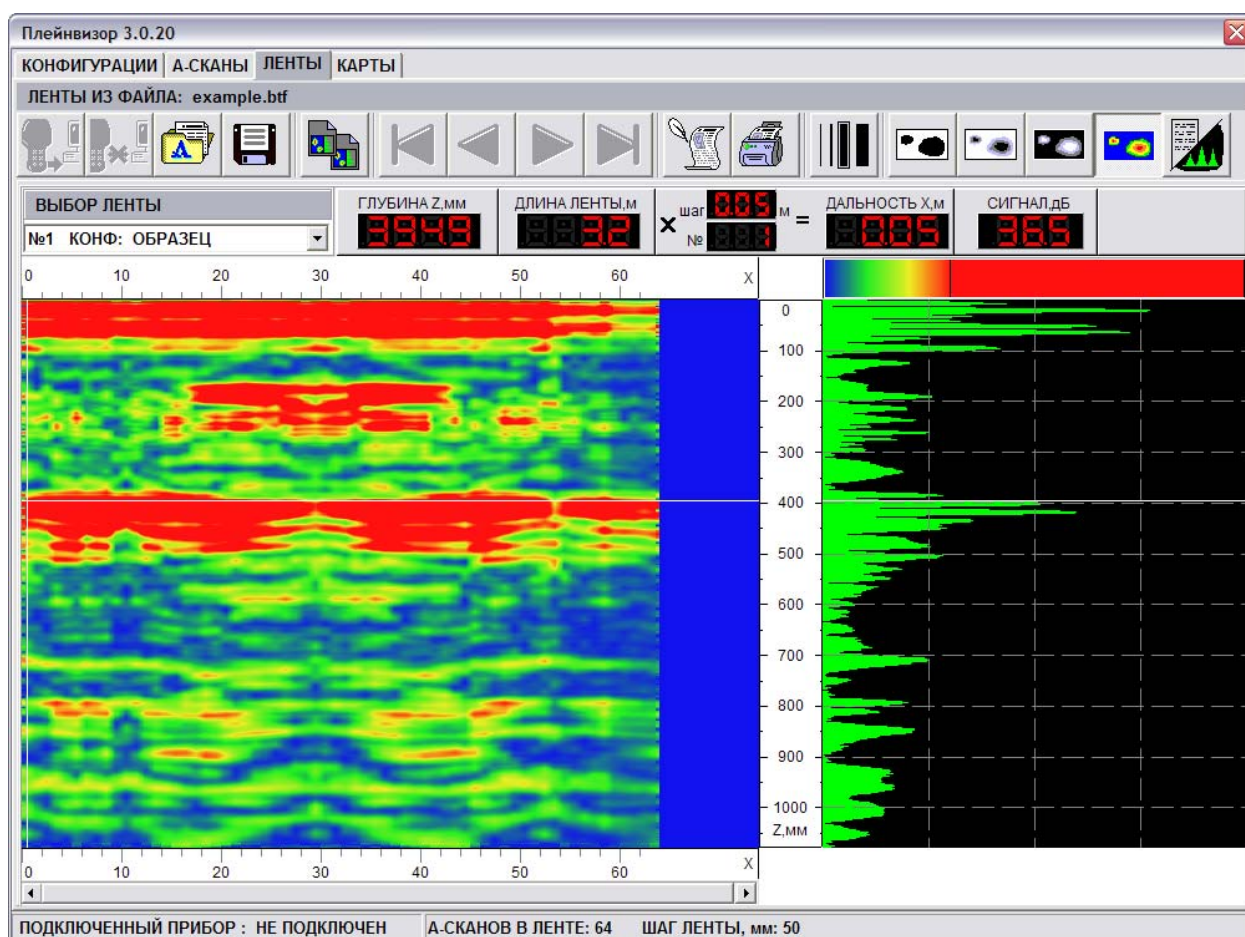 Плейнвизор 3.0.20
КОНФИГУРАЦИИ А-СКАНЫ ЛЕНТЫ КАРТЫ
ЛЕНТЫ ИЗ ФАЙЛА: example.btf
ВЫБОР ЛЕНТЫ
№1 КОНФ: ОБРАЗЕЦ
ГЛУБИНА Z,мм
394.9
ДЛИНА ЛЕНТЫ,м
3.2
x шаг 0.05 м =
№ 1
ДАЛЬНОСТЬ X,м
0.05
СИГНАЛ,дБ
36.5
0 10 20 30 40 50 60 X
0
100
200
300
400
500
600
700
800
900
1000
Z,мм
0 10 20 30 40 50 60 X
ПОДКЛЮЧЕННЫЙ ПРИБОР : НЕ ПОДКЛЮЧЕН А-СКАНОВ В ЛЕНТЕ: 64 ШАГ ЛЕНТЫ, мм: 50